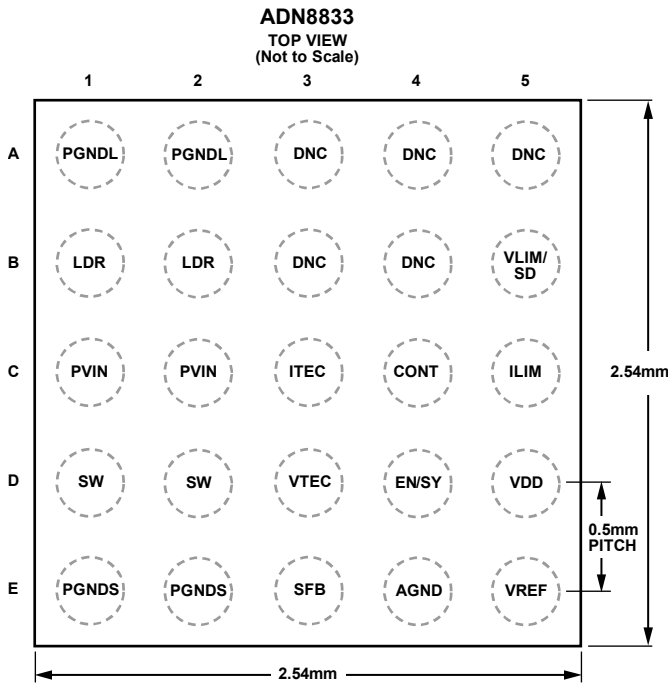 ADN8833
TOP VIEW
(Not to Scale)
1 2 3 4 5
A PGNDL PGNDL DNC DNC DNC
B LDR LDR DNC DNC VLIM/
SD
C PVIN PVIN ITEC CONT ILIM
2.54mm
D SW SW VTEC EN/SY VDD
0.5mm
PITCH
E PGNDS PGNDS SFB AGND VREF
2.54mm